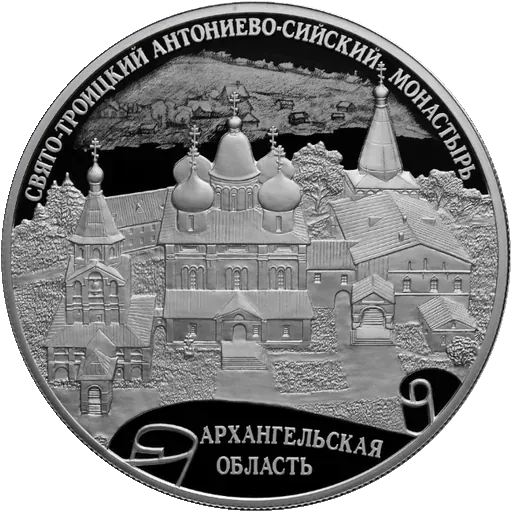 СВЯТО-ТРОИЦКИЙ АНТОНИЕВО-СИЙСКИЙ МОНАСТЫРЬ
АРХАНГЕЛЬСКАЯ
ОБЛАСТЬ